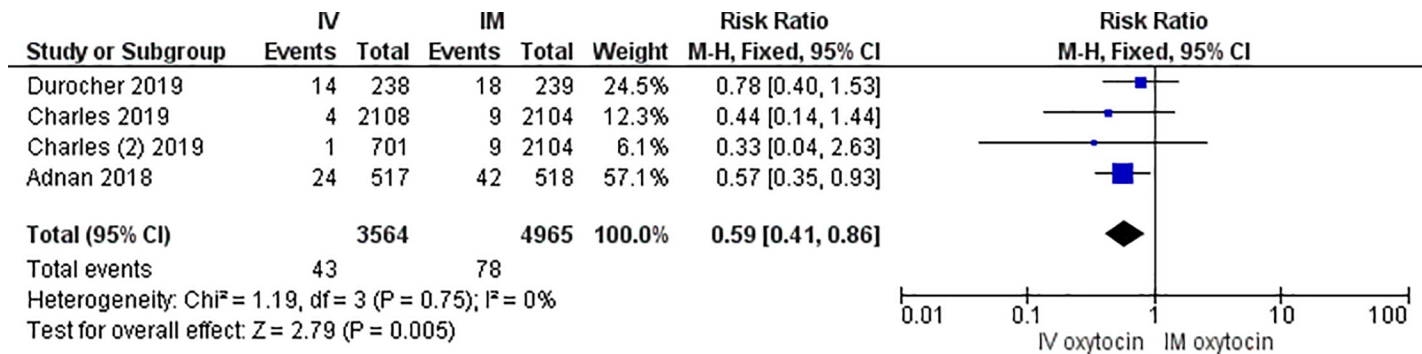 IV IM Risk Ratio Risk Ratio
Study or Subgroup Events Total Events Total Weight M-H, Fixed, 95% CI M-H, Fixed, 95% CI
Durocher 2019 14 238 18 239 24.5% 0.78 [0.40, 1.53]
Charles 2019 4 2108 9 2104 12.3% 0.44 [0.14, 1.44]
Charles (2) 2019 1 701 9 2104 6.1% 0.33 [0.04, 2.63]
Adnan 2018 24 517 42 518 57.1% 0.57 [0.35, 0.93]
Total (95% CI) 3564 4965 100.0% 0.59 [0.41, 0.86]
Total events 43 78
Heterogeneity: Chi² = 1.19, df = 3 (P = 0.75); I² = 0%
Test for overall effect: Z = 2.79 (P = 0.005)
0.01 0.1 1 10 100
IV oxytocin IM oxytocin